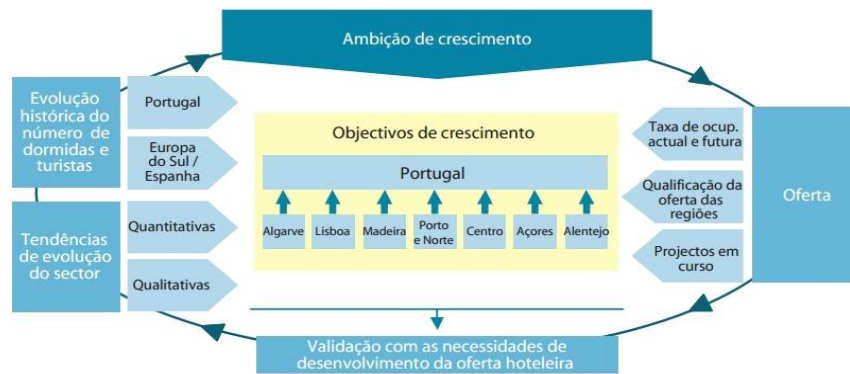 Ambição de crescimento
Evolução
histórica do
número de
dormidas e
turistas
Portugal
Europa
do Sul /
Espanha
Tendências
de evolução
do sector
Quantitativas
Qualitativas
Objectivos de crescimento
Portugal
Algarve
Lisboa
Madeira
Porto
e Norte
Centro
Açores
Alentejo
Taxa de ocup.
actual e futura
Qualificação da
oferta das
regiões
Projectos em
curso
Oferta
Validação com as necessidades de
desenvolvimento da oferta hoteleira